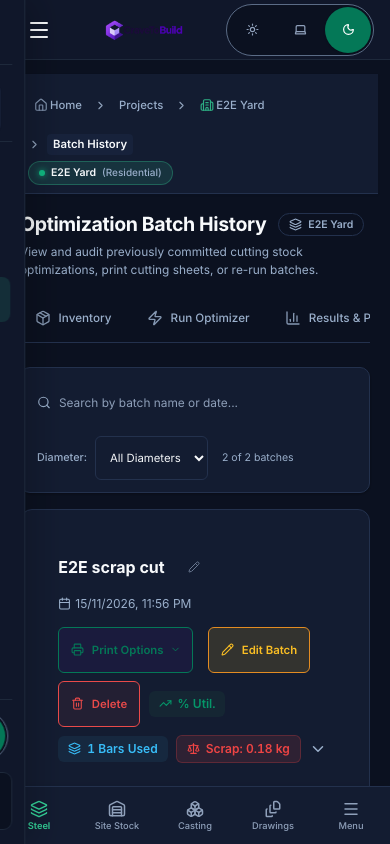 Build
Home > Projects > E2E Yard
> Batch History
E2E Yard (Residential)
Optimization Batch History
E2E Yard
View and audit previously committed cutting stock
optimizations, print cutting sheets, or re-run batches.
Inventory
Run Optimizer
Results & P
Search by batch name or date...
Diameter:
All Diameters
2 of 2 batches
E2E scrap cut
15/11/2026, 11:56 PM
Print Options
Edit Batch
Delete
% Util.
1 Bars Used
Scrap: 0.18 kg
Steel
Site Stock
Casting
Drawings
Menu